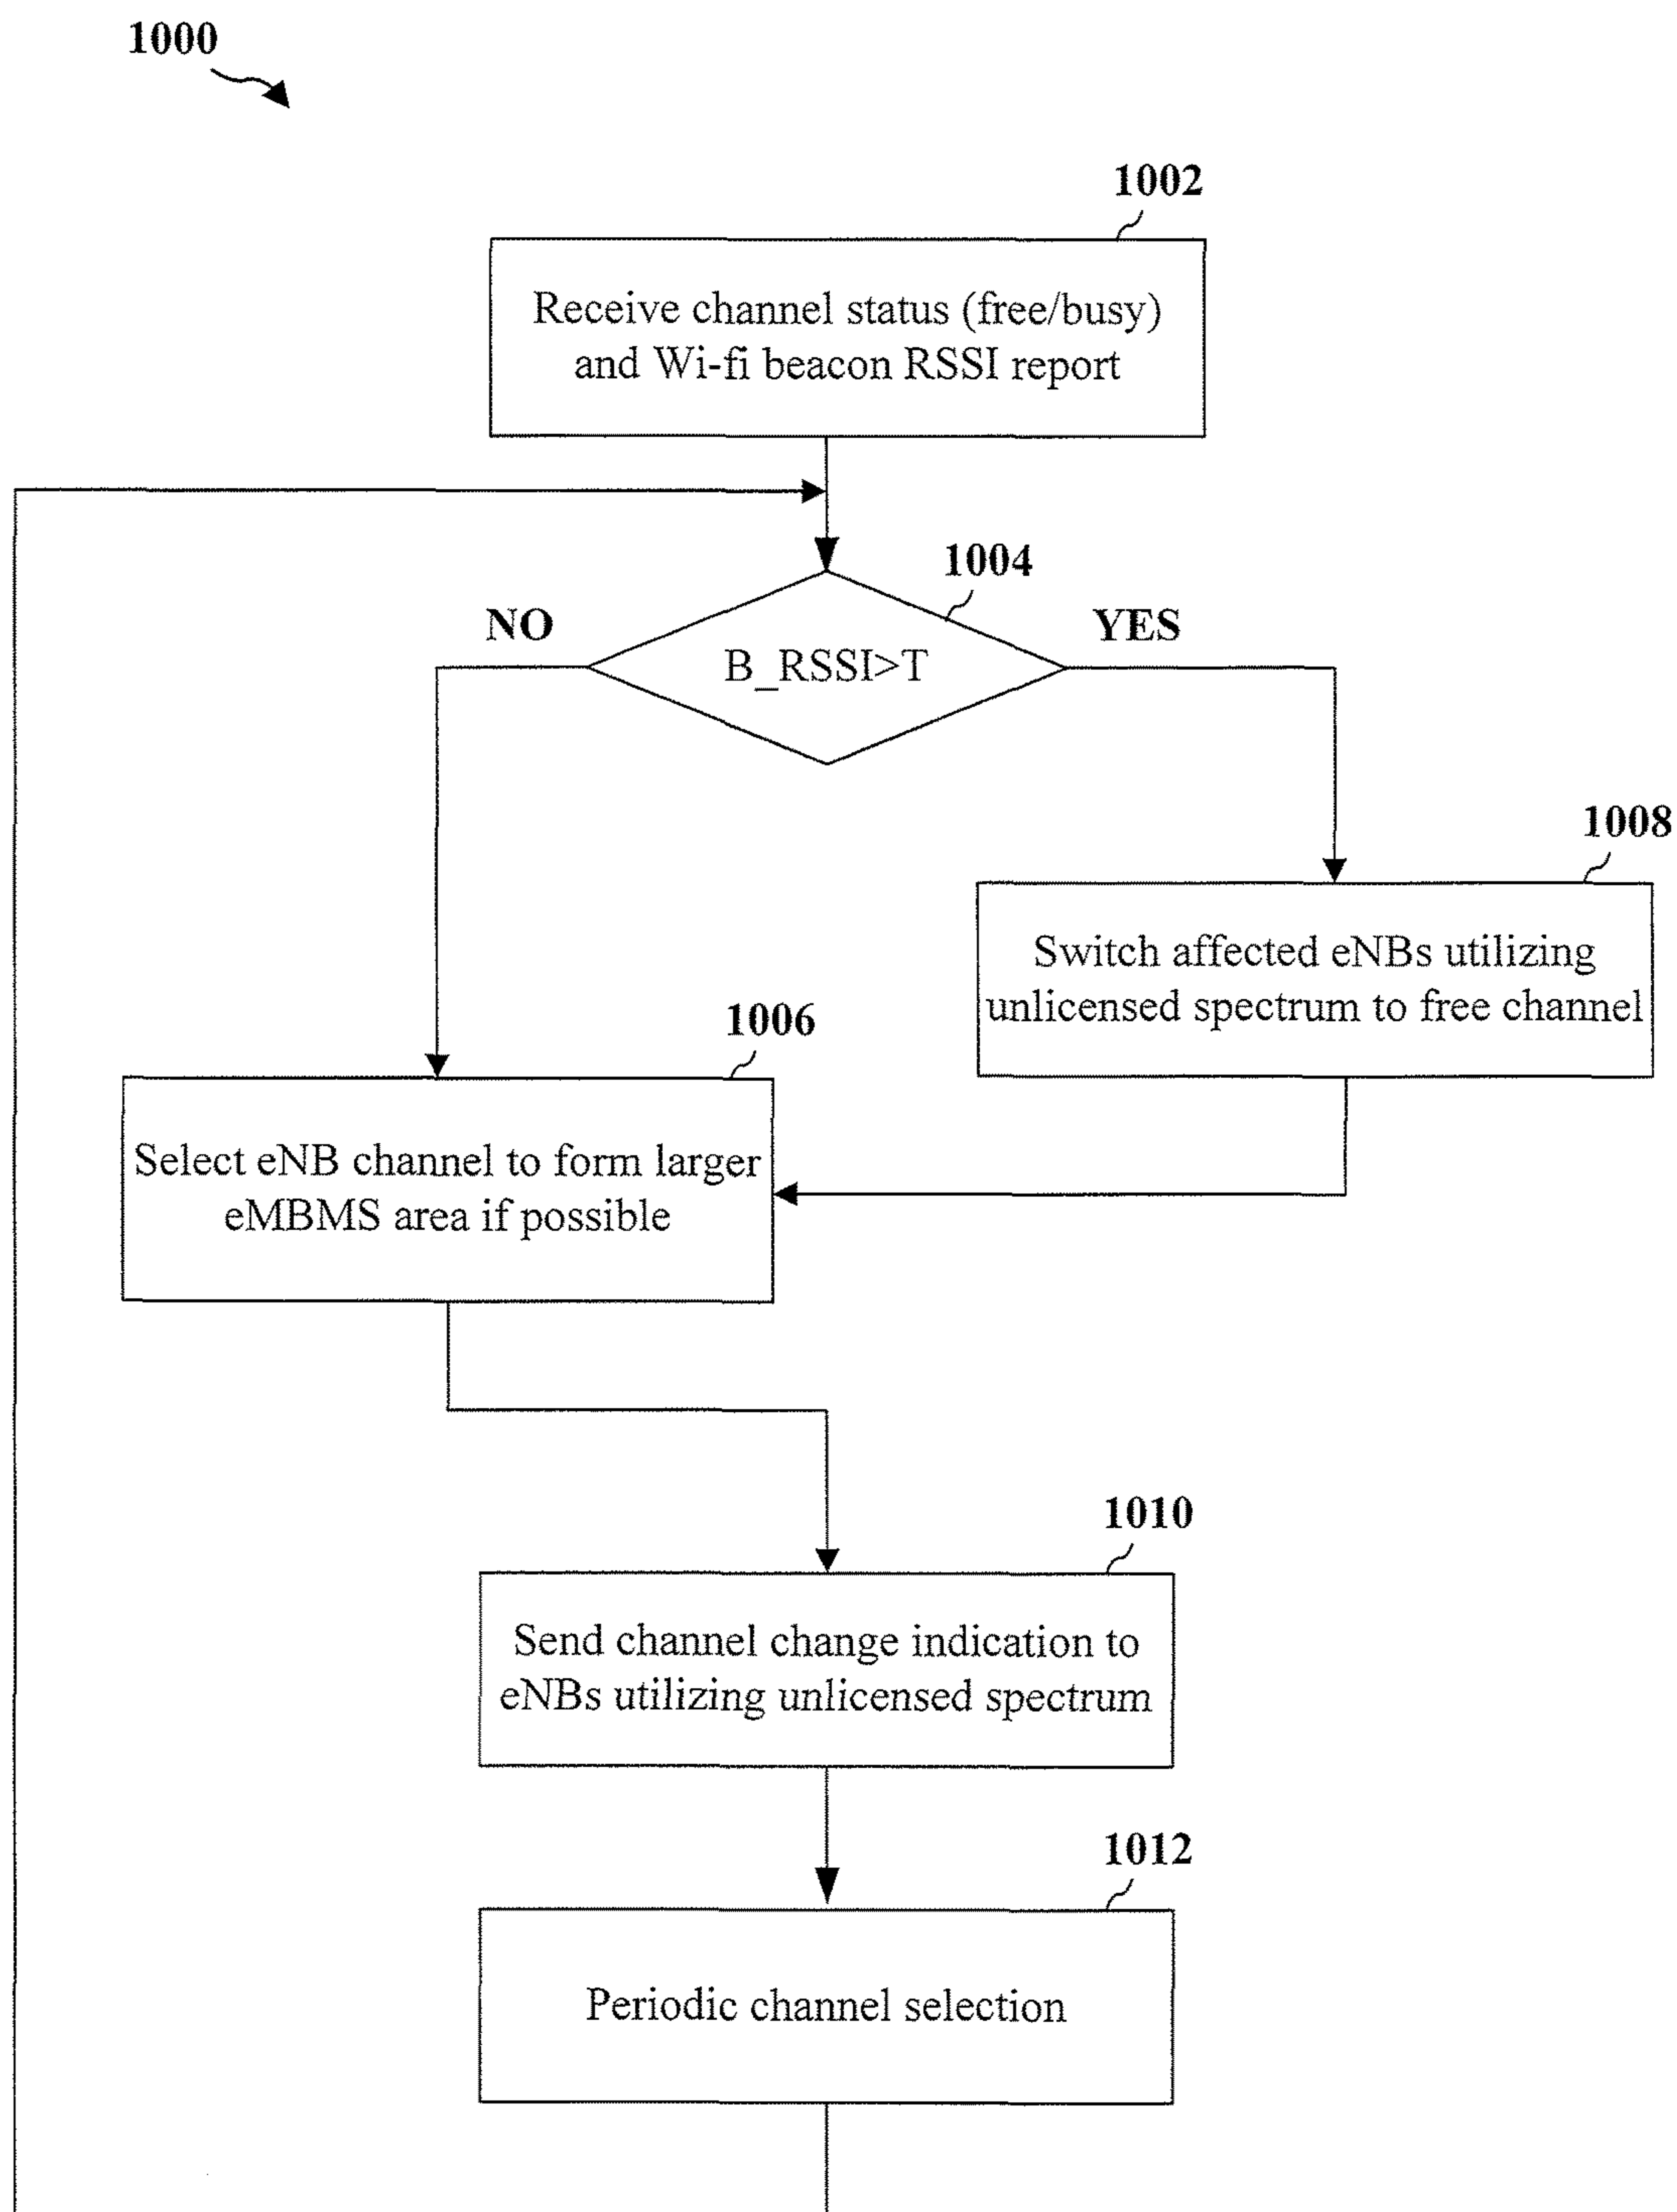 1000
1002
Receive channel status (free/busy)
and Wi-fi beacon RSSI report
1004
NO
YES
B_RSSI>T
1008
Switch affected eNBs utilizing
unlicensed spectrum to free channel
1006
Select eNB channel to form larger
eMBMS area if possible
1010
Send channel change indication to
eNBs utilizing unlicensed spectrum
1012
Periodic channel selection